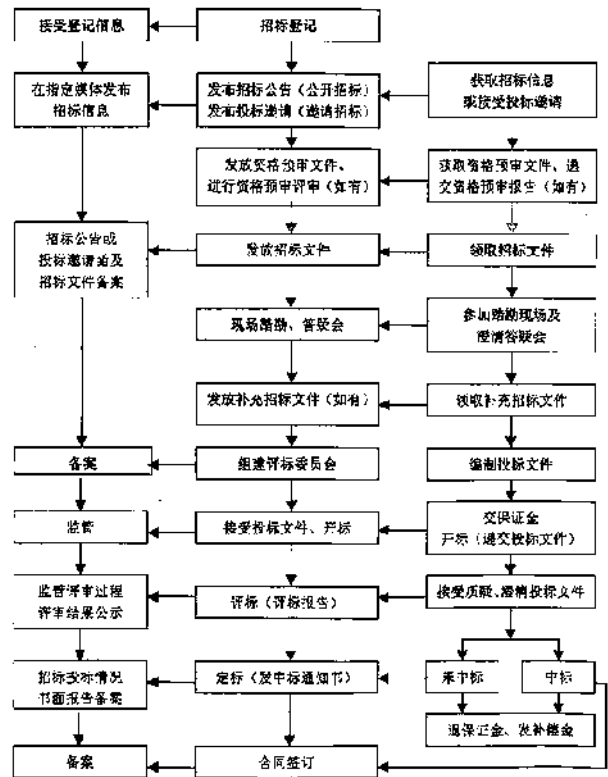 接受登记信息
招标登记
在指定媒体发布
招标信息
发布招标公告（公开招标）
发布投标邀请（邀请招标）
获取招标信息
或接受投标邀请
发放资格预审文件、
进行资格预审评审（如有）
获取资格预审文件、递
交资格预审报告（如有）
招标公告或
投标邀请函及
招标文件备案
发放招标文件
领取招标文件
现场踏勘、答疑会
参加踏勘现场及
澄清答疑会
发放补充招标文件（如有）
领取补充招标文件
备案
组建评标委员会
编制投标文件
监管
接受投标文件、开标
交保证金
开标（递交投标文件）
监管评审过程
评审结果公示
评标（评标报告）
接受质疑、澄清投标文件
招标投标情况
书面报告备案
定标（发中标通知书）
未中标
中标
退保证金、发补偿金
备案
合同签订